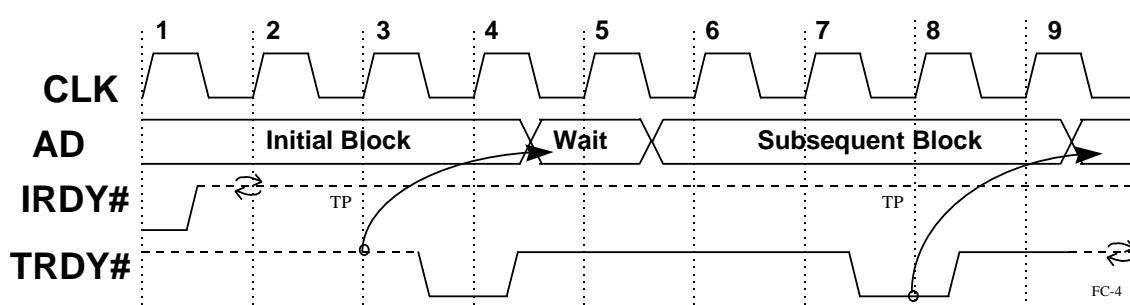 1 2 3 4 5 6 7 8 9
CLK
AD Initial Block Wait Subsequent Block
IRDY# TP TP
TRDY#
FC-4